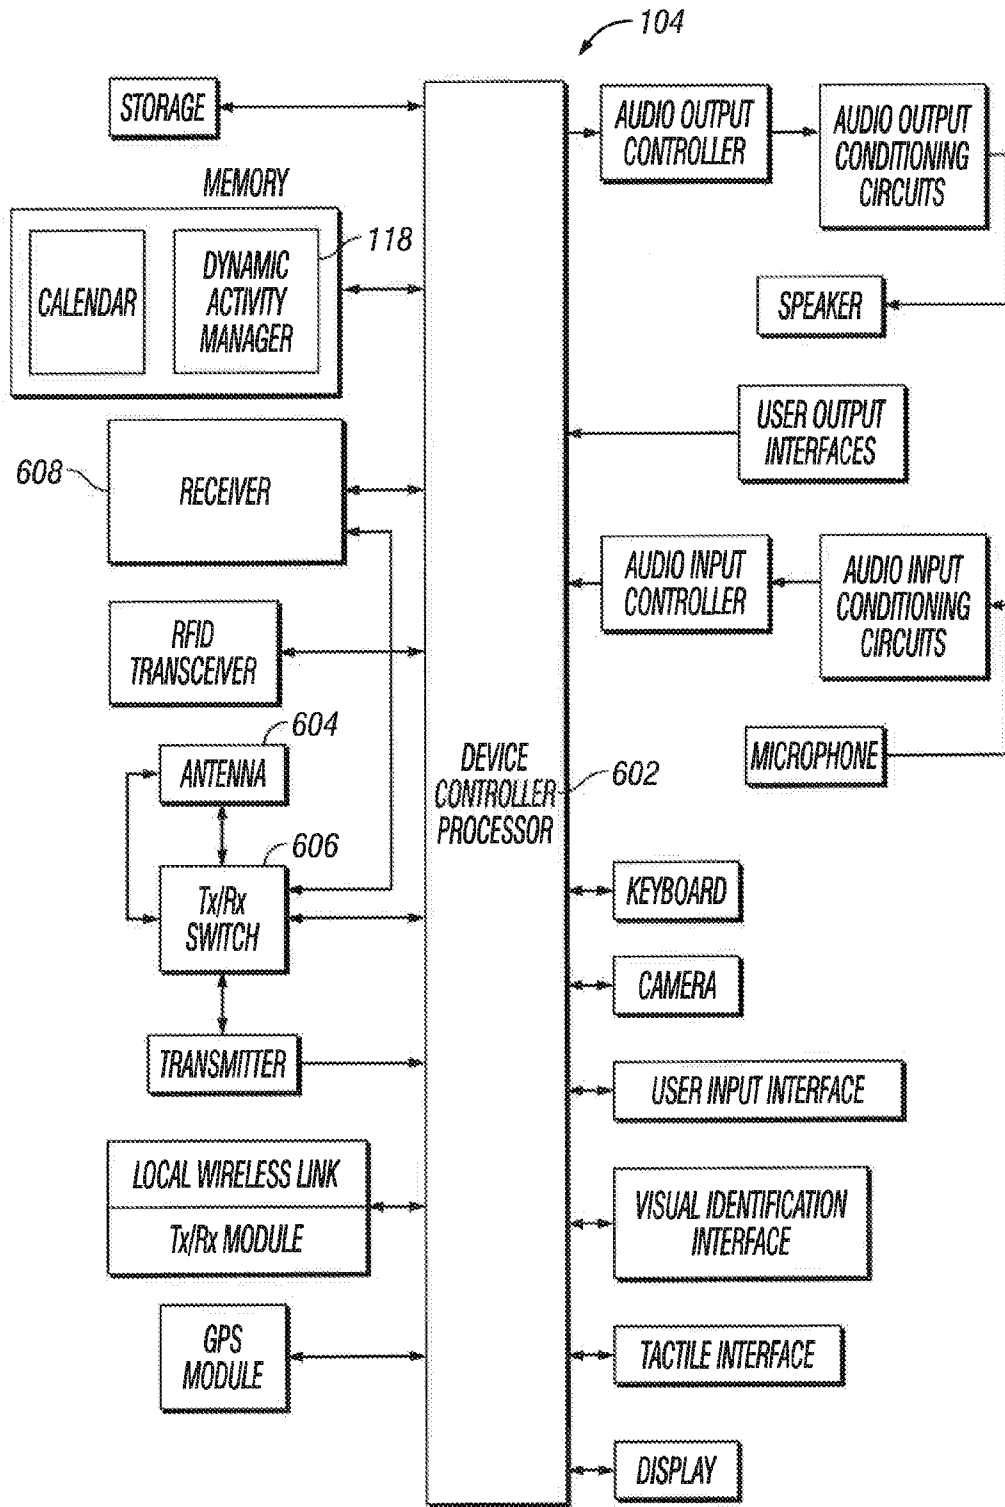 104
STORAGE
AUDIO OUTPUT
CONTROLLER
AUDIO OUTPUT
CONDITIONING
CIRCUITS
MEMORY
118
CALENDAR
DYNAMIC
ACTIVITY
MANAGER
SPEAKER
USER OUTPUT
INTERFACES
608
RECEIVER
AUDIO INPUT
CONTROLLER
AUDIO INPUT
CONDITIONING
CIRCUITS
RFID
TRANSCEIVER
604
ANTENNA
DEVICE
CONTROLLER
PROCESSOR
602
MICROPHONE
606
Tx/Rx
SWITCH
KEYBOARD
CAMERA
TRANSMITTER
USER INPUT INTERFACE
LOCAL WIRELESS LINK
Tx/Rx MODULE
VISUAL IDENTIFICATION
INTERFACE
GPS
MODULE
TACTILE INTERFACE
DISPLAY